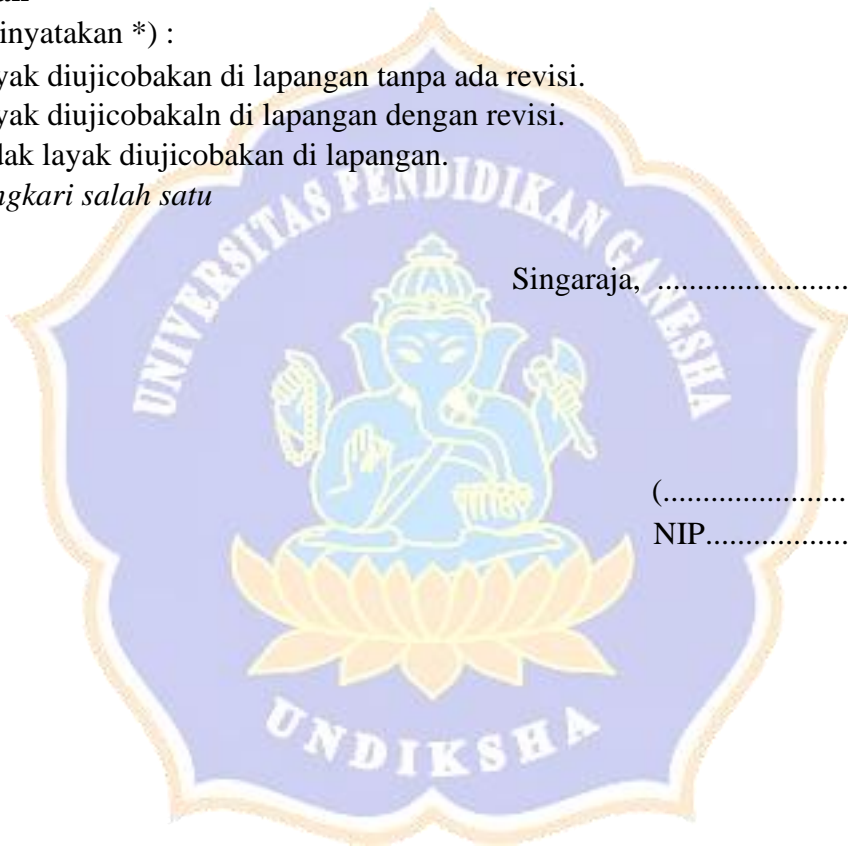 inyatakan *) :
yak diujicobakan di lapangan tanpa ada revisi.
yak diujicobakaln di lapangan dengan revisi.
dak layak diujicobakan di lapangan.
ngkari salah satu
UNIVERSITAS PENDIDIKAN GANESHA
Singaraja, ........................
(.......................
NIP..................
UNDIKSHA